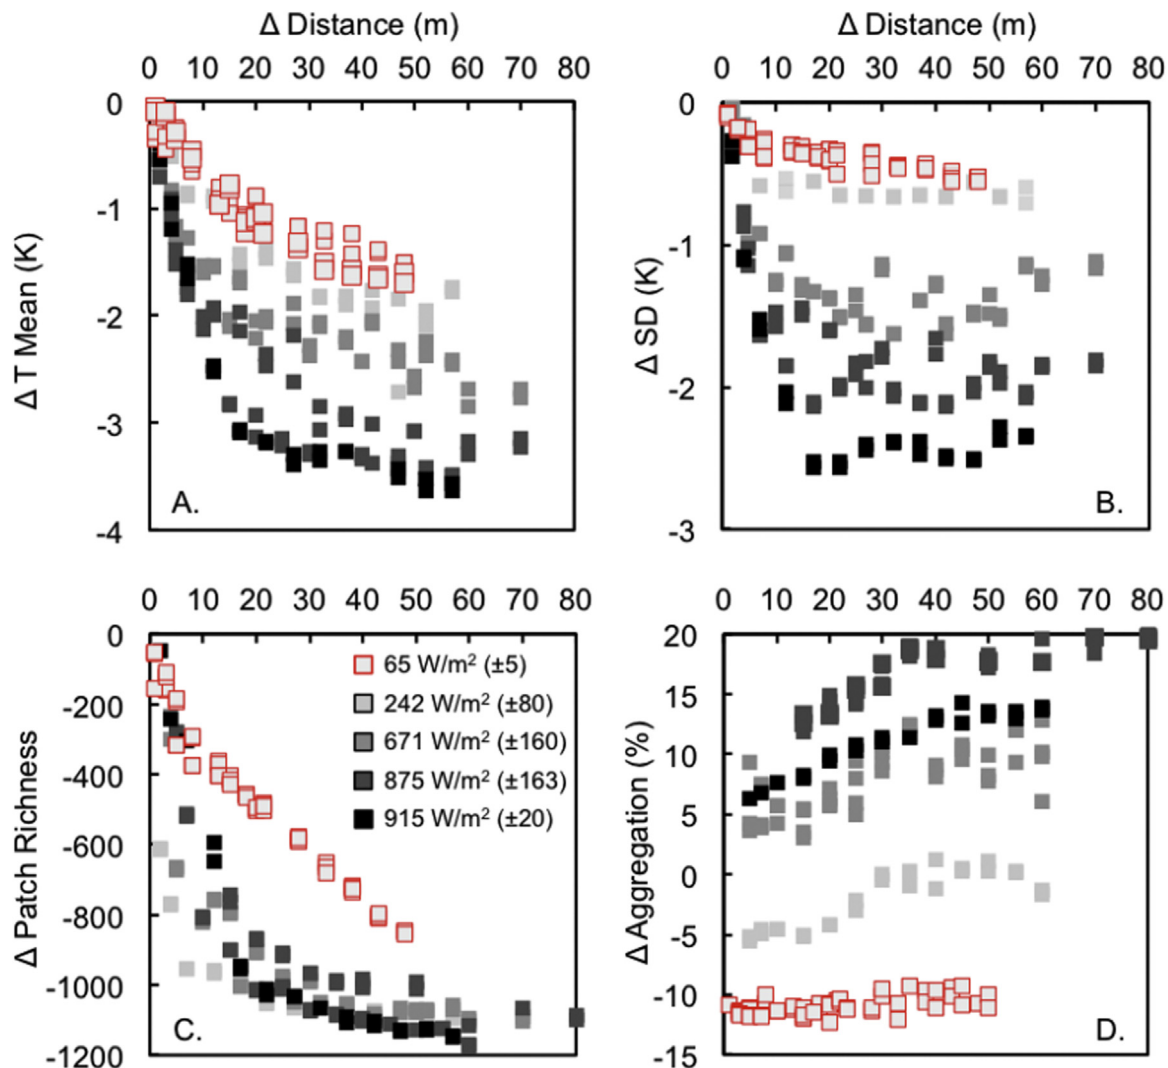 Δ Distance (m)
0 10 20 30 40 50 60 70 80
0
-1
-2
-3
-4
Δ T Mean (K)
A.
Δ Distance (m)
0 10 20 30 40 50 60 70 80
0
-1
-2
-3
Δ SD (K)
B.
0 10 20 30 40 50 60 70 80
0
-200
-400
-600
-800
-1000
-1200
Δ Patch Richness
65 W/m² (±5)
242 W/m² (±80)
671 W/m² (±160)
875 W/m² (±163)
915 W/m² (±20)
C.
0 10 20 30 40 50 60 70 80
20
15
10
5
0
-5
-10
-15
Δ Aggregation (%)
D.